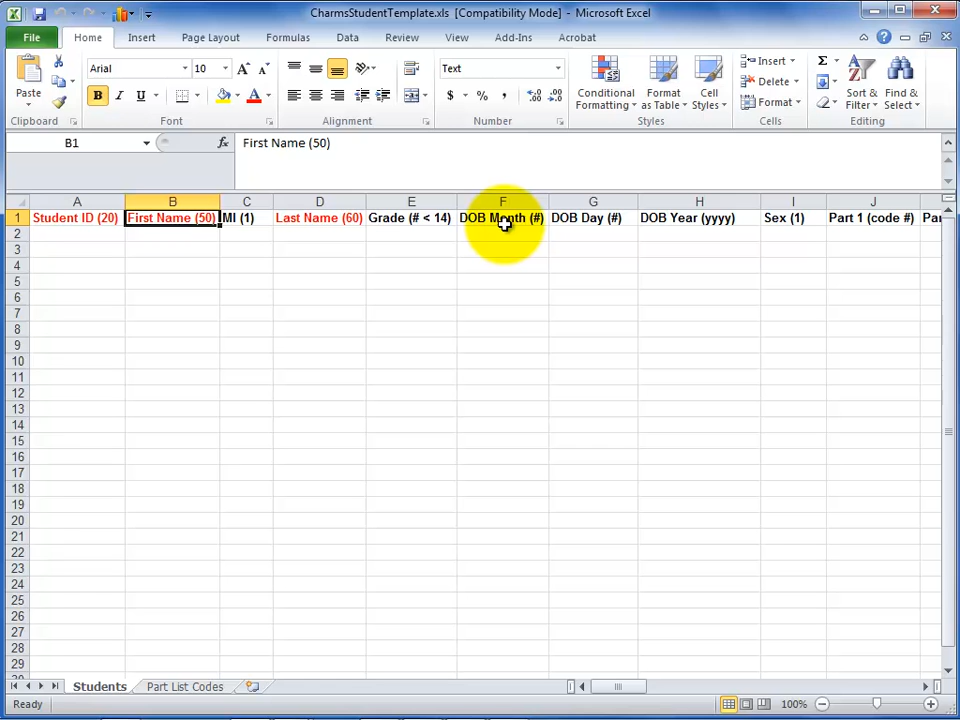 CharmsStudentTemplate.xls [Compatibility Mode] - Microsoft Excel
File Home Insert Page Layout Formulas Data Review View Add-Ins Acrobat
Paste
Arial 10
B I U
Text
$ % ,
Conditional Formatting
Format as Table
Cell Styles
Insert
Delete
Format
Σ
Sort & Filter
Find & Select
Clipboard Font Alignment Number Styles Cells Editing
B1 fx First Name (50)
A B C D E F G H I J
1 Student ID (20) First Name (50) MI (1) Last Name (60) Grade (# < 14) DOB Month (#) DOB Day (#) DOB Year (yyyy) Sex (1) Part 1 (code #) Par
2
3
4
5
6
7
8
9
10
11
12
13
14
15
16
17
18
19
20
21
22
23
24
25
26
27
28
29
Students Part List Codes
Ready 100%